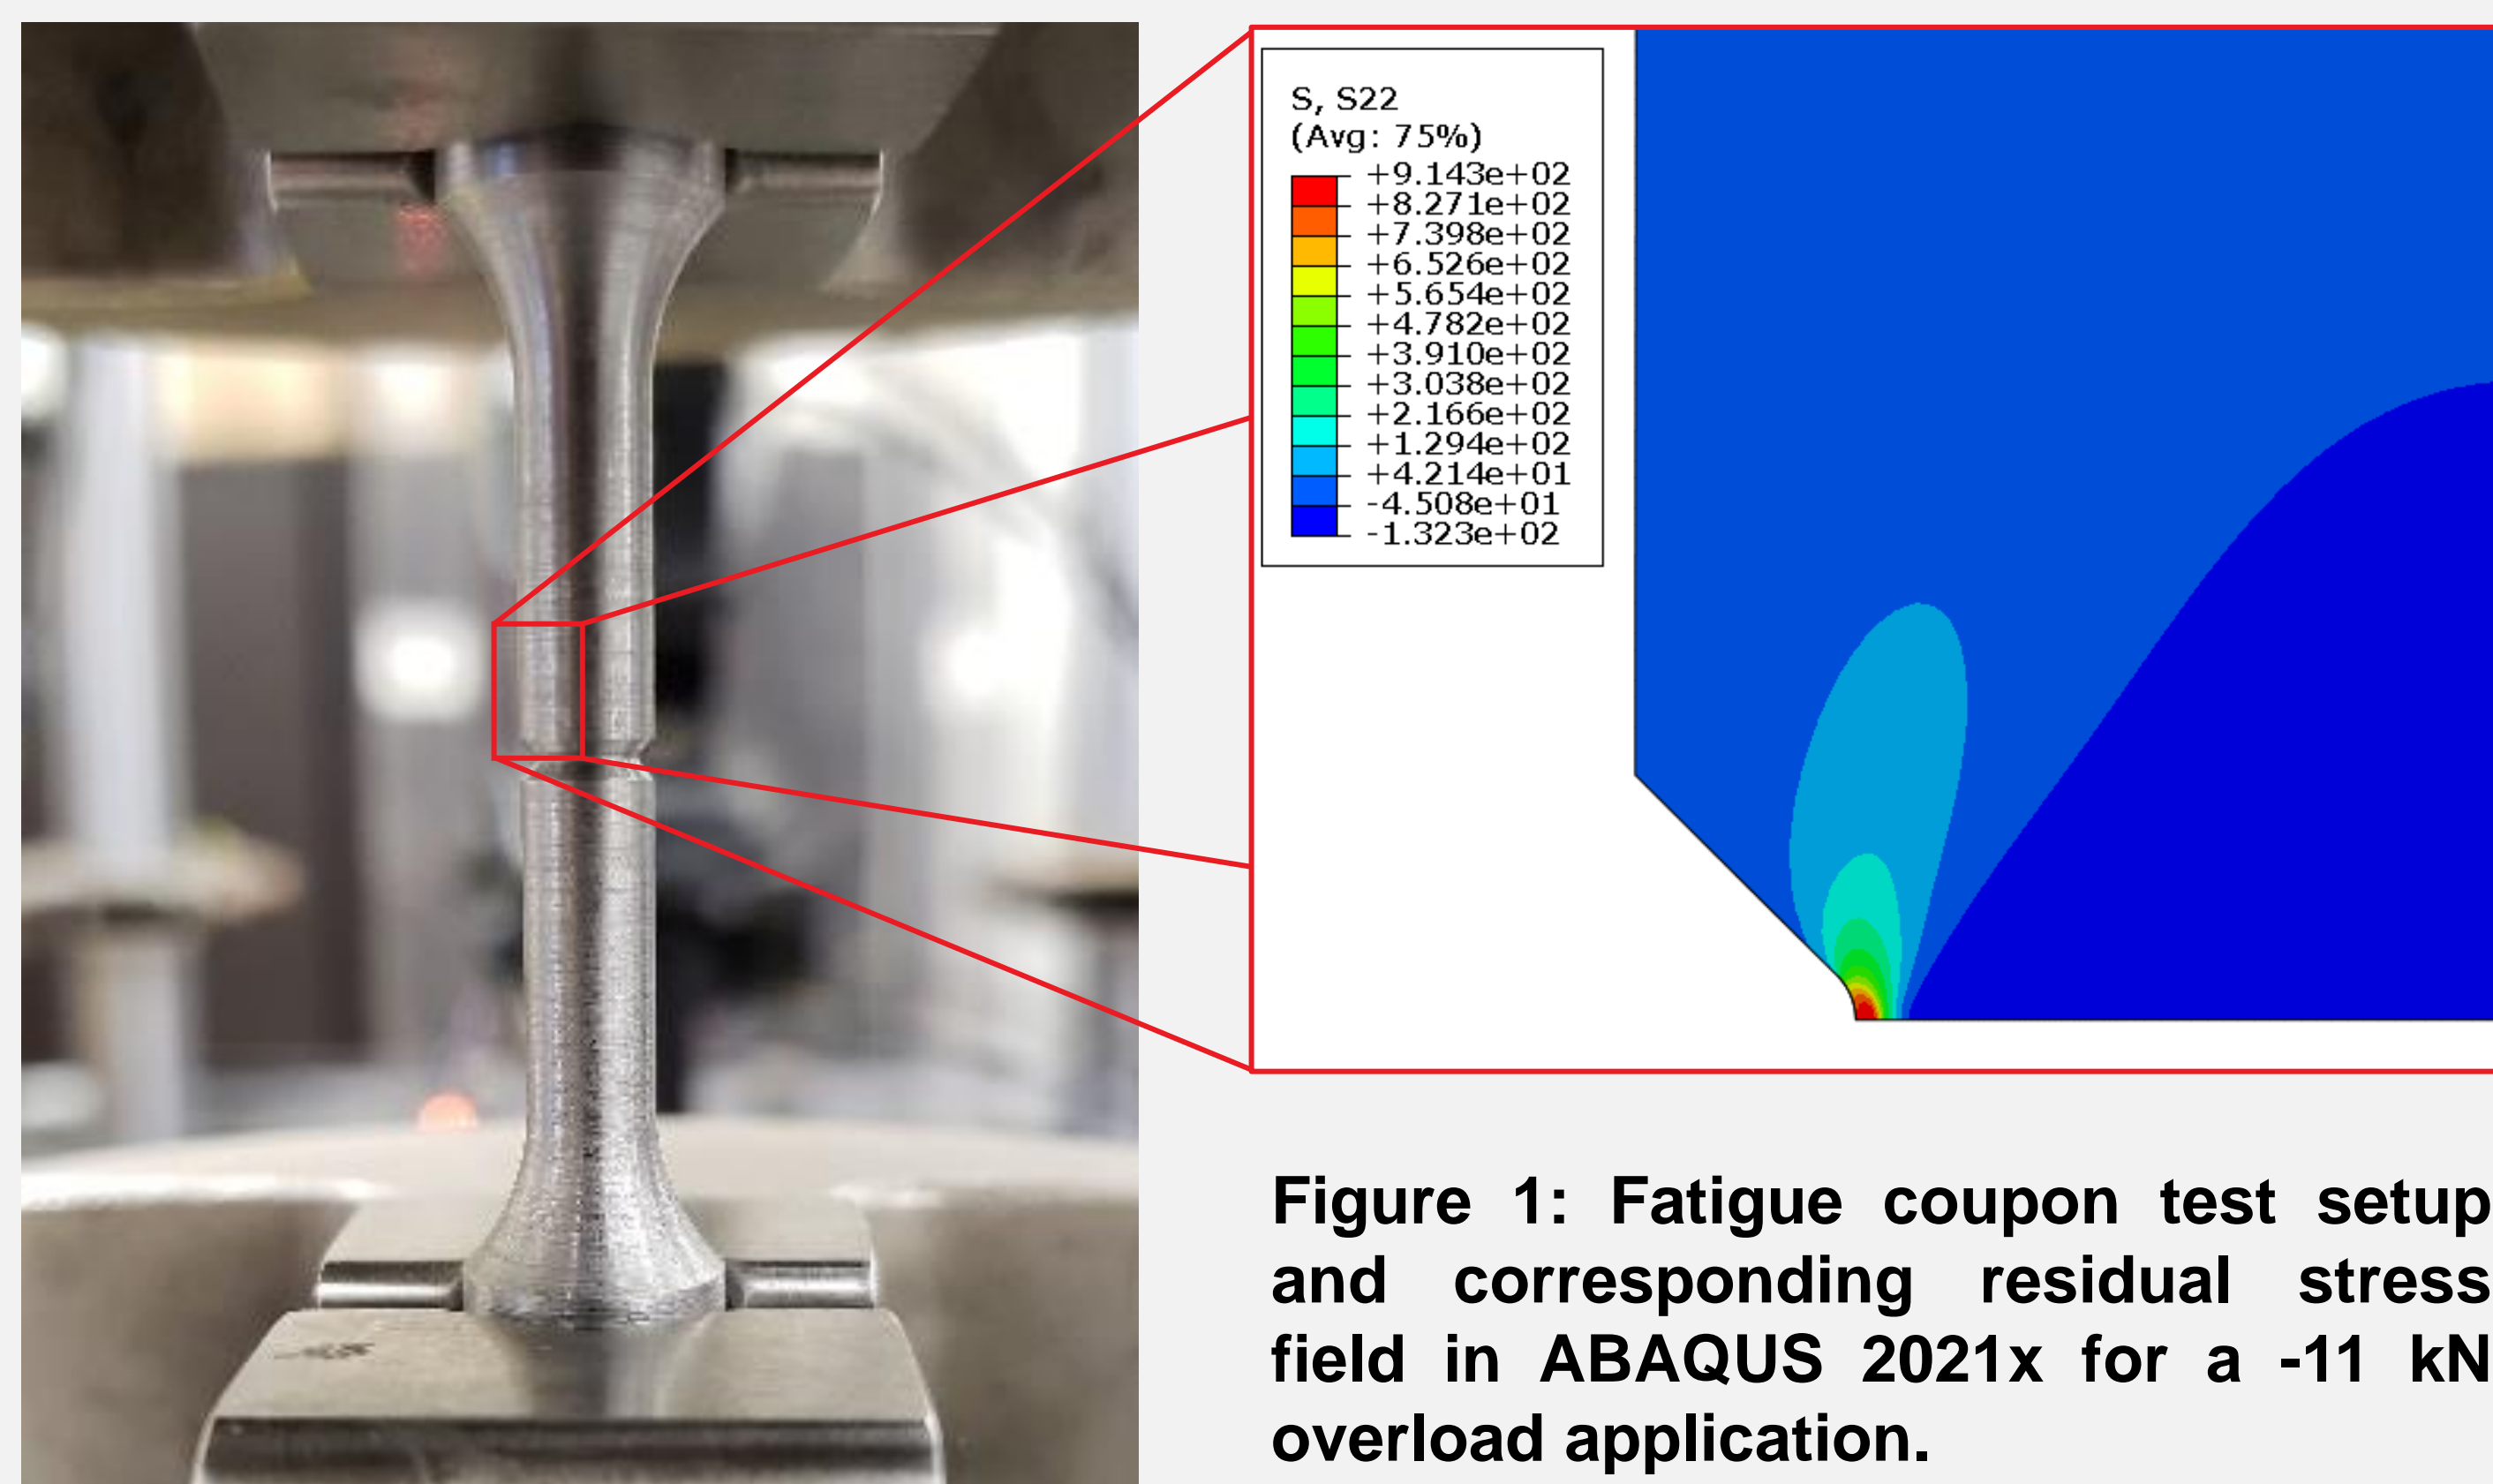 S, S22
(Avg: 75%)
+9.143e+02
+8.271e+02
+7.398e+02
+6.526e+02
+5.654e+02
+4.782e+02
+3.910e+02
+3.038e+02
+2.166e+02
+1.294e+02
+4.214e+01
-4.508e+01
-1.323e+02
Figure 1: Fatigue coupon test setup
and corresponding residual stress
field in ABAQUS 2021x for a -11 kN
overload application.